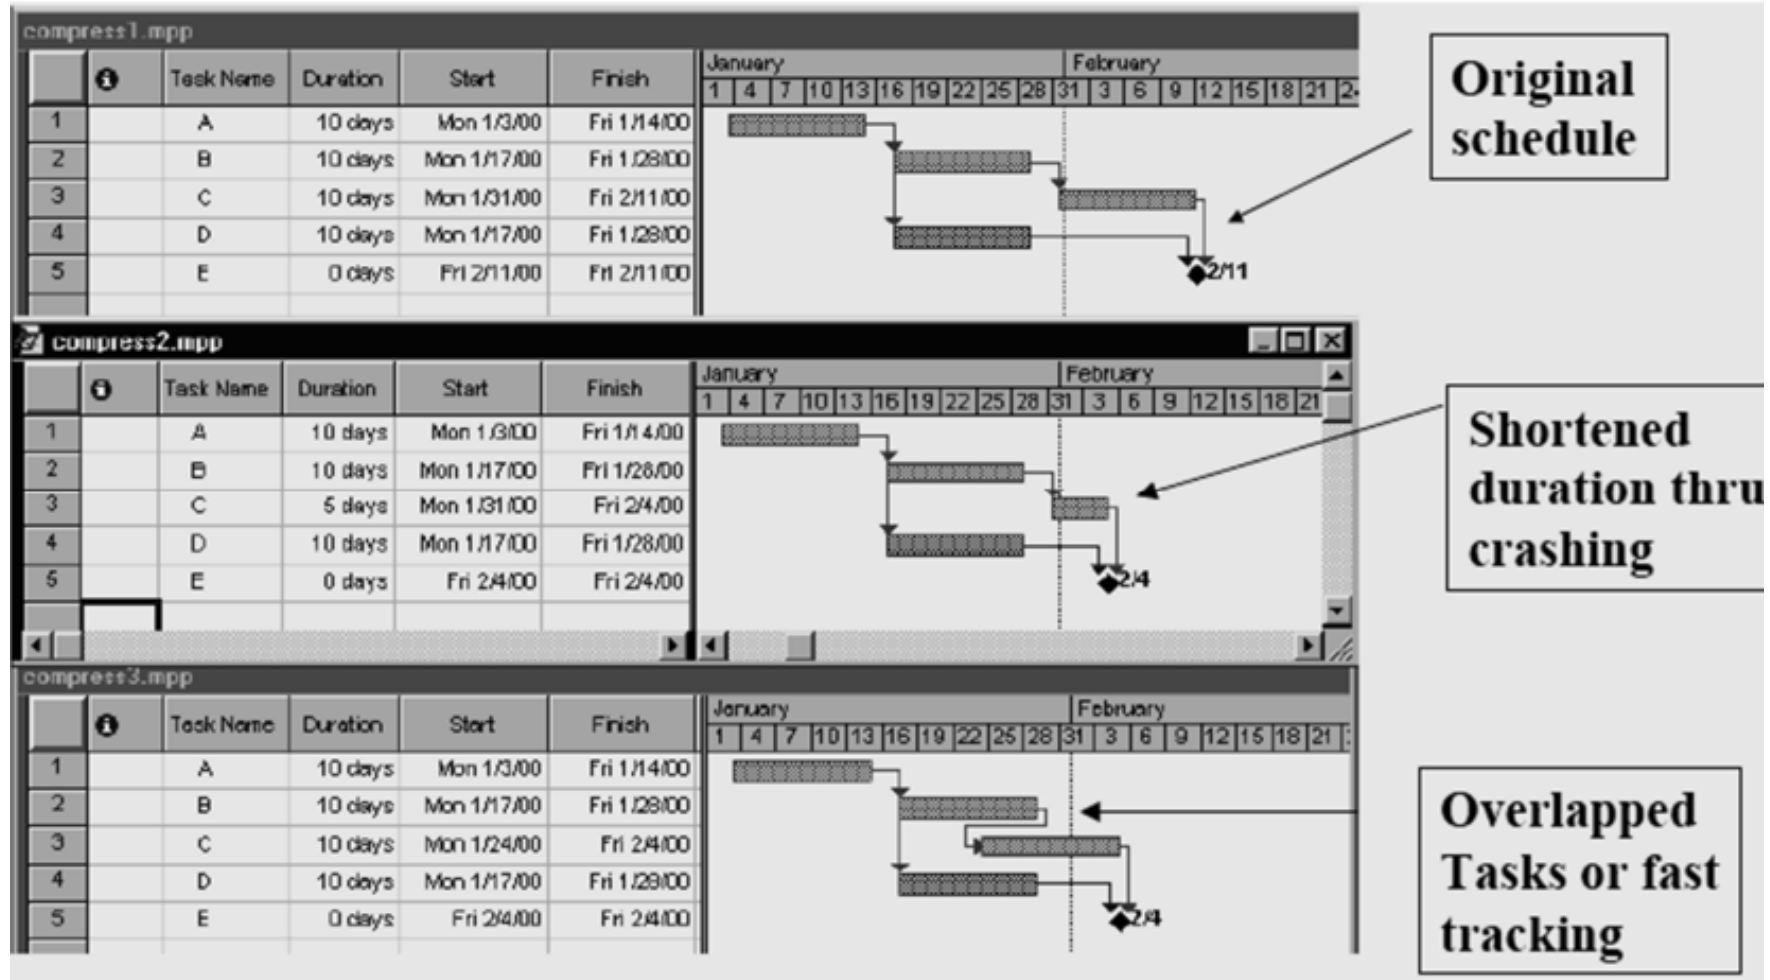 compress1.mpp
Task Name Duration Start Finish January February
1 4 7 10 13 16 19 22 25 28 31 3 6 9 12 15 18 21
1 A 10 days Mon 1/3/00 Fri 1/14/00
2 B 10 days Mon 1/17/00 Fri 1/28/00
3 C 10 days Mon 1/31/00 Fri 2/11/00
4 D 10 days Mon 1/17/00 Fri 1/28/00
5 E 0 days Fri 2/11/00 Fri 2/11/00 2/11
Original
schedule
compress2.mpp
Task Name Duration Start Finish January February
1 4 7 10 13 16 19 22 25 28 31 3 6 9 12 15 18 21
1 A 10 days Mon 1/3/00 Fri 1/14/00
2 B 10 days Mon 1/17/00 Fri 1/28/00
3 C 5 days Mon 1/31/00 Fri 2/4/00
4 D 10 days Mon 1/17/00 Fri 1/28/00
5 E 0 days Fri 2/4/00 Fri 2/4/00 2/4
Shortened
duration thru
crashing
compress3.mpp
Task Name Duration Start Finish January February
1 4 7 10 13 16 19 22 25 28 31 3 6 9 12 15 18 21
1 A 10 days Mon 1/3/00 Fri 1/14/00
2 B 10 days Mon 1/17/00 Fri 1/28/00
3 C 10 days Mon 1/24/00 Fri 2/4/00
4 D 10 days Mon 1/17/00 Fri 1/28/00
5 E 0 days Fri 2/4/00 Fri 2/4/00 2/4
Overlapped
Tasks or fast
tracking